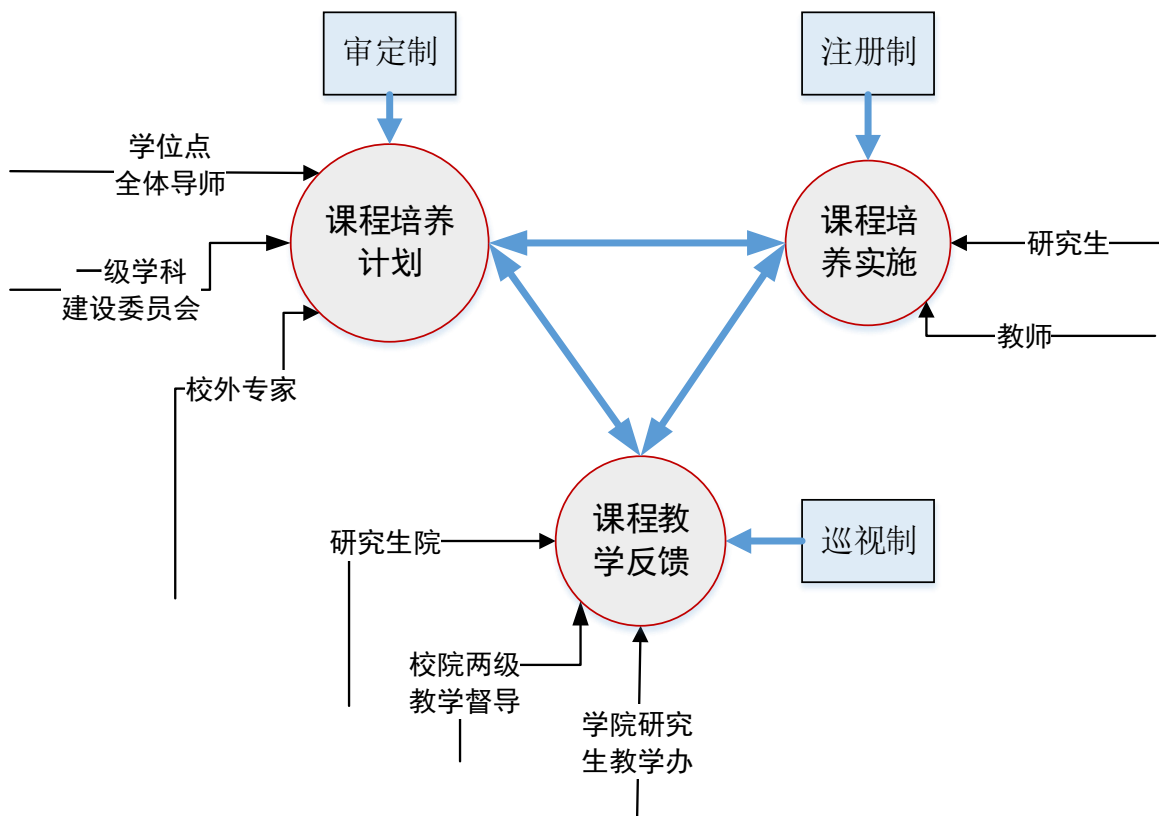 审定制
注册制
学位点
全体导师
课程培养
计划
课程培
养实施
研究生
一级学科
建设委员会
教师
校外专家
课程教
学反馈
巡视制
研究生院
校院两级
教学督导
学院研究
生教学办